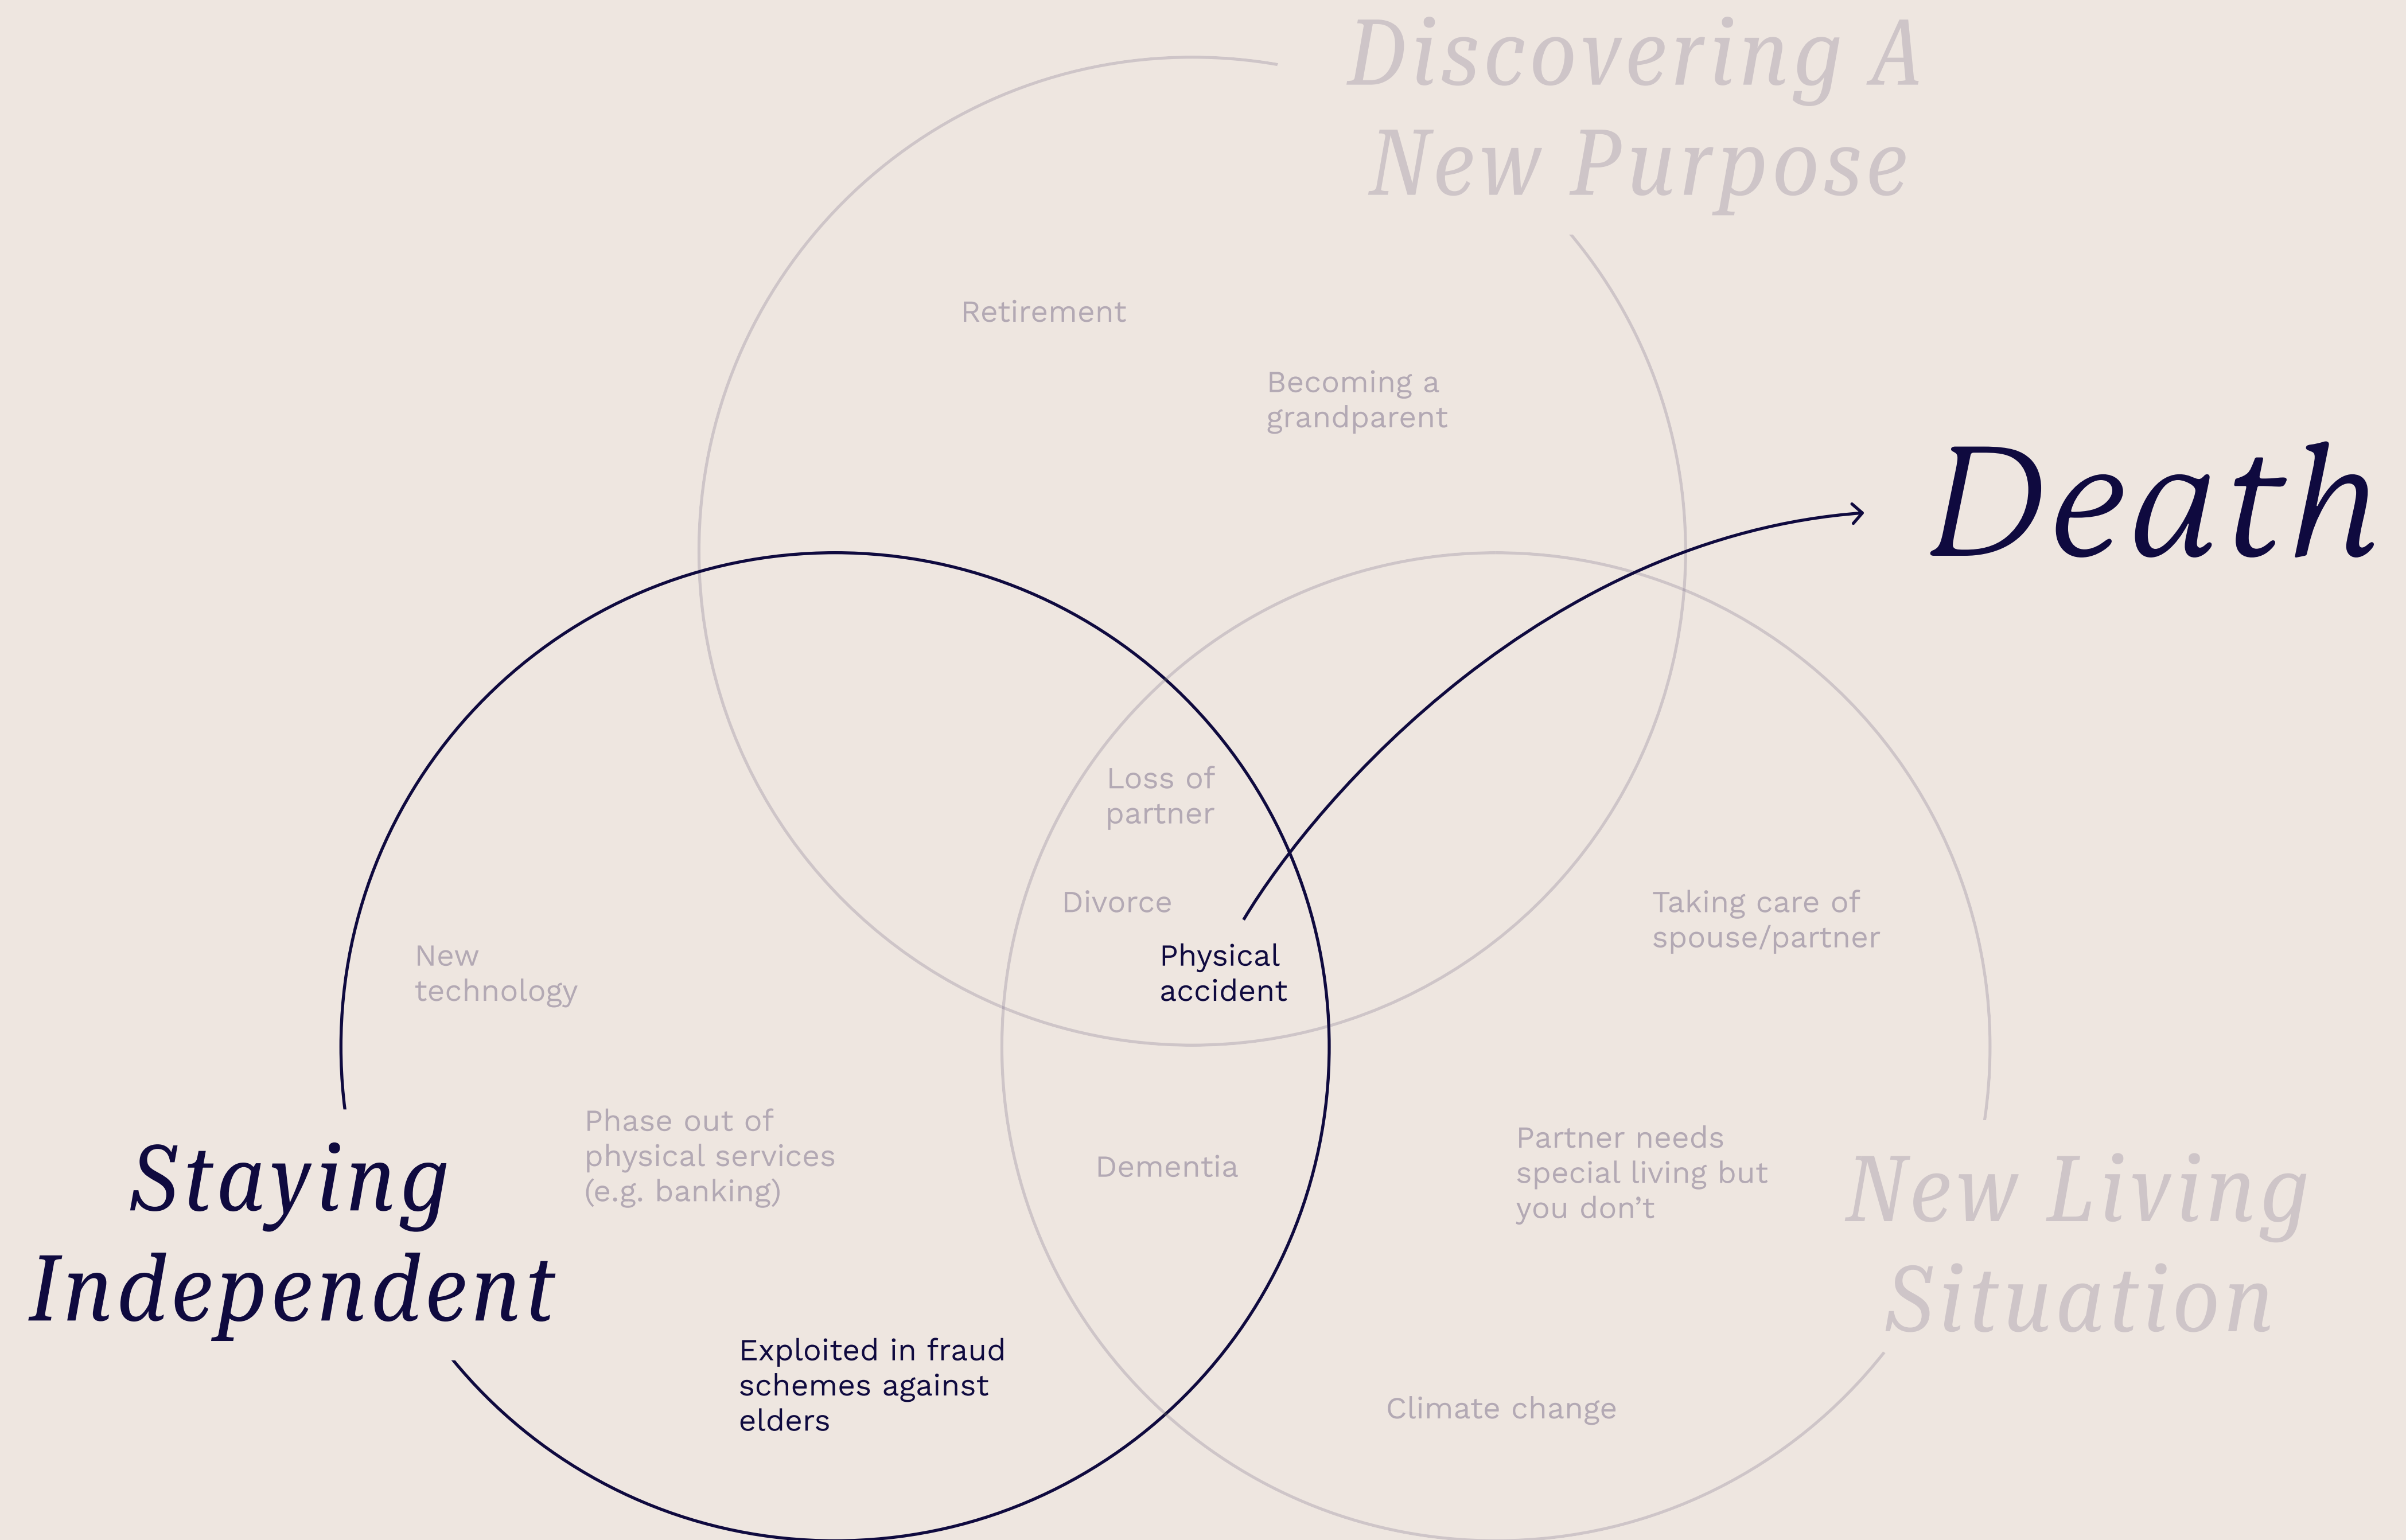 Discovering A
New Purpose
Retirement
Becoming a
grandparent
Death
Loss of
partner
Divorce
Physical
accident
Taking care of
spouse/partner
New
technology
Phase out of
physical services
(e.g. banking)
Dementia
Partner needs
special living but
you don’t
Staying
Independent
New Living
Situation
Exploited in fraud
schemes against
elders
Climate change